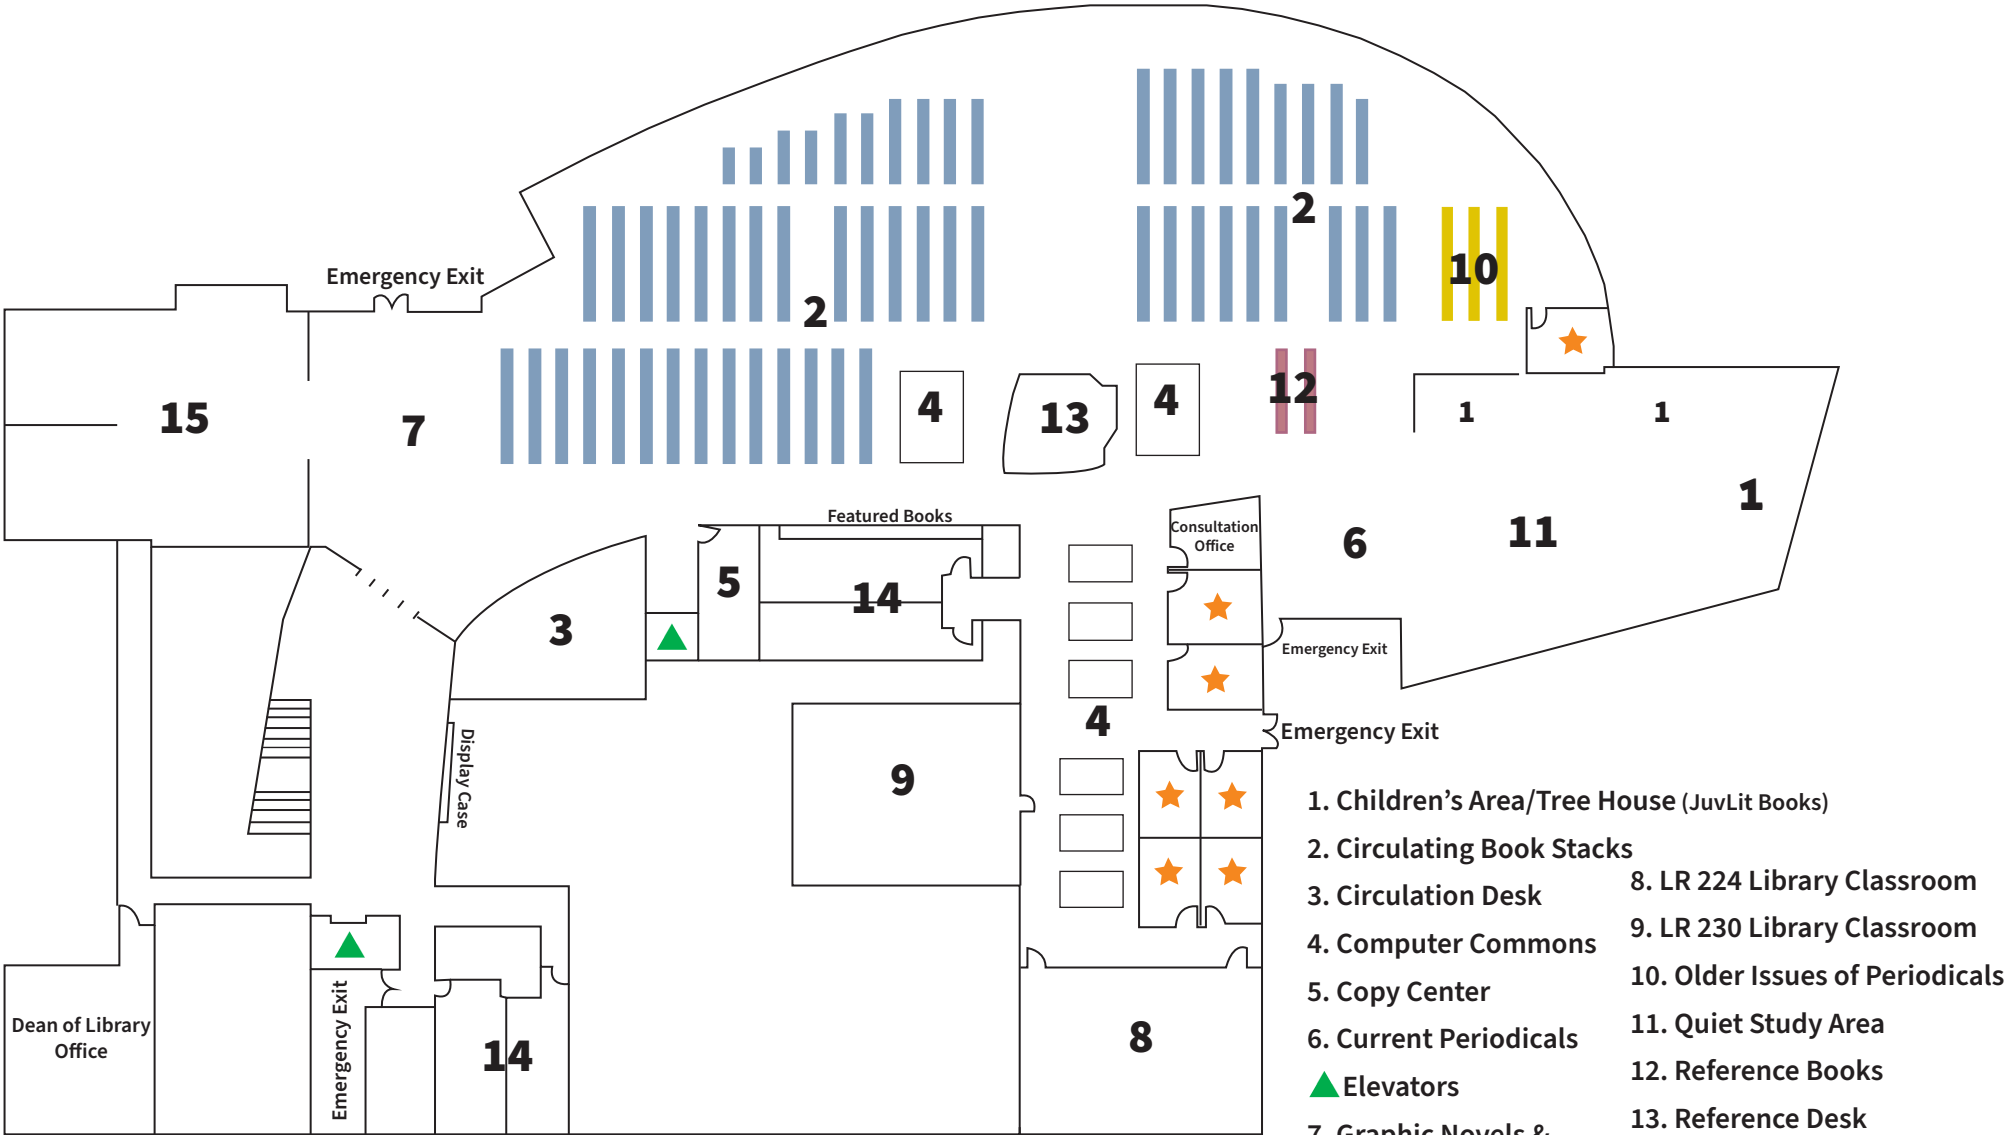 2
10
Emergency Exit
2
15
7
4
13
4
12
1
1
1
Featured Books
Consultation
Office
6
11
5
14
3
Emergency Exit
4
Emergency Exit
Display Case
9
1. Children’s Area/Tree House (JuvLit Books)
2. Circulating Book Stacks
3. Circulation Desk
4. Computer Commons
5. Copy Center
6. Current Periodicals
Elevators
7. Graphic Novels &
8. LR 224 Library Classroom
9. LR 230 Library Classroom
10. Older Issues of Periodicals
11. Quiet Study Area
12. Reference Books
13. Reference Desk
Dean of Library
Office
Emergency Exit
14
8